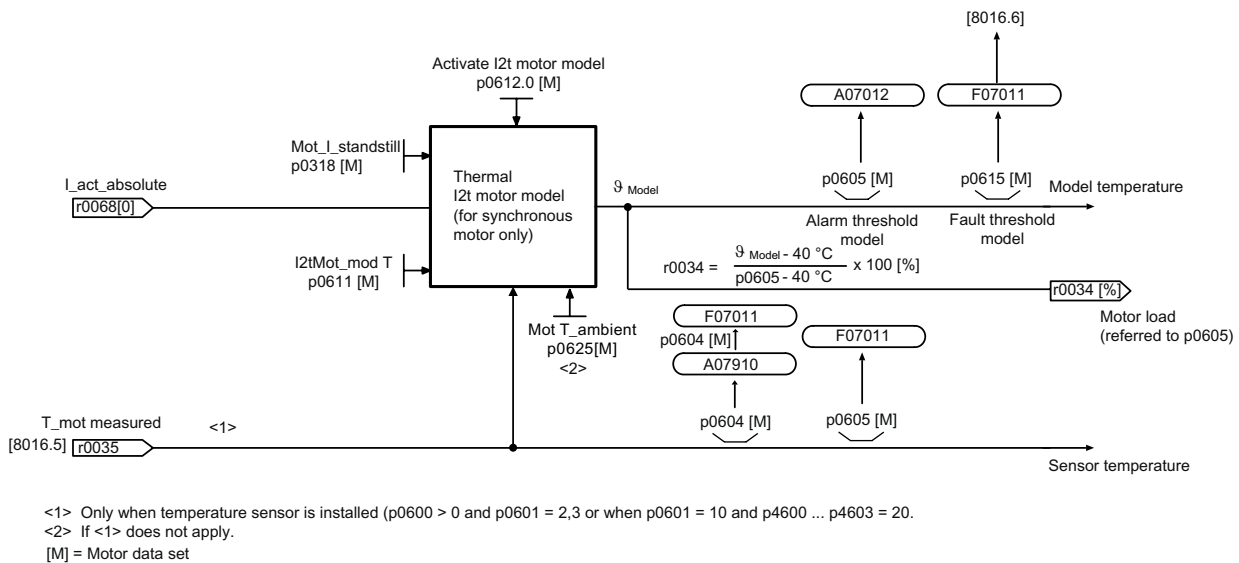 [8016.6]
Activate I2t motor model
p0612.0 [M]
A07012
F07011
Mot_I_standstill
p0318 [M]
Thermal
I2t motor model
(for synchronous
motor only)
I_act_absolute
r0068[0]
ϑ Model
p0605 [M]
p0615 [M]
Model temperature
Alarm threshold
model
Fault threshold
model
I2tMot_mod T
p0611 [M]
r0034 = ϑ Model - 40 °C / p0605 - 40 °C x 100 [%]
r0034 [%]
Motor load
(referred to p0605)
Mot T_ambient
p0625[M]
<2>
F07011
p0604 [M]
A07910
F07011
p0604 [M]
p0605 [M]
T_mot measured
<1>
[8016.5] r0035
Sensor temperature
<1> Only when temperature sensor is installed (p0600 > 0 and p0601 = 2,3 or when p0601 = 10 and p4600 ... p4603 = 20.
<2> If <1> does not apply.
[M] = Motor data set